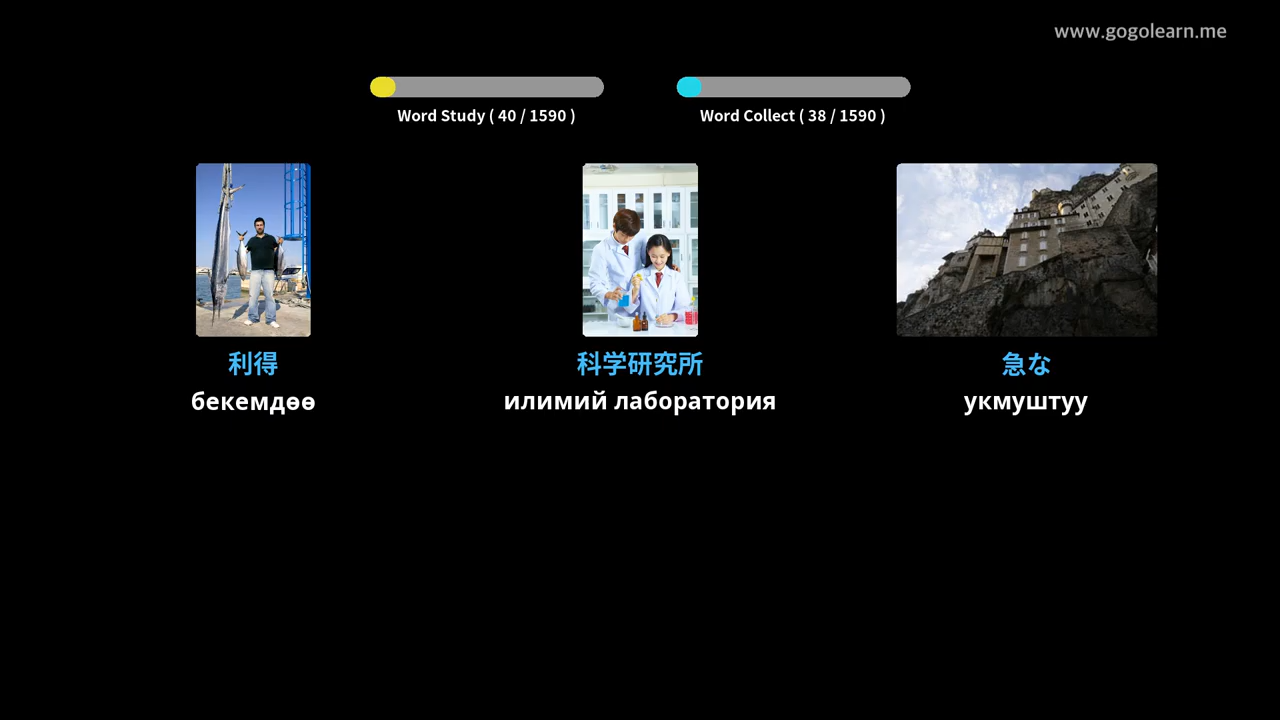 www.gogolearn.me
Word Study ( 40 / 1590 )
Word Collect ( 38 / 1590 )
利得
бекемдөө
科学研究所
илимий лаборатория
急な
укмуштуу